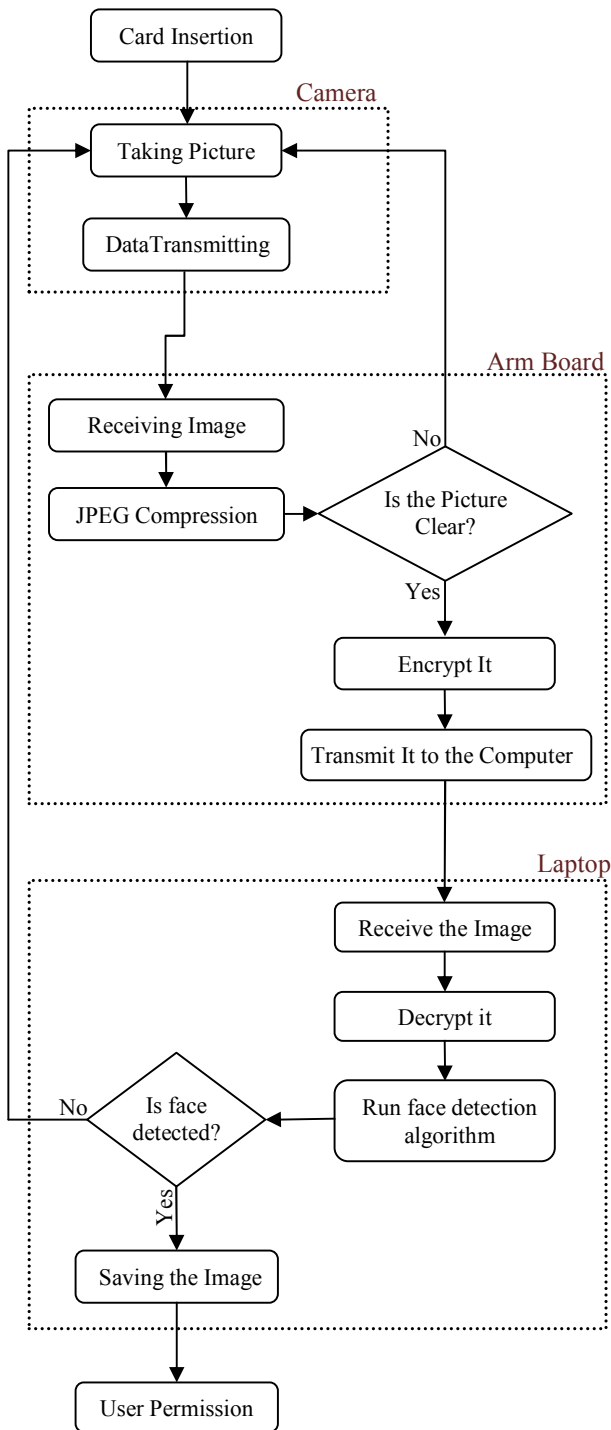 Card Insertion
Camera
Taking Picture
DataTransmitting
Arm Board
Receiving Image
No
JPEG Compression
Is the Picture
Clear?
Yes
Encrypt It
Transmit It to the Computer
Laptop
Receive the Image
Decrypt it
Run face detection
algorithm
No
Is face
detected?
Yes
Saving the Image
User Permission